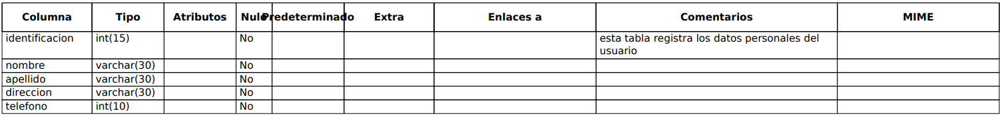 Columna Tipo Atributos Nulo Predeterminado Extra Enlaces a Comentarios MIME
identificacion int(15) No esta tabla registra los datos personales del
usuario
nombre varchar(30) No
apellido varchar(30) No
direccion varchar(30) No
telefono int(10) No